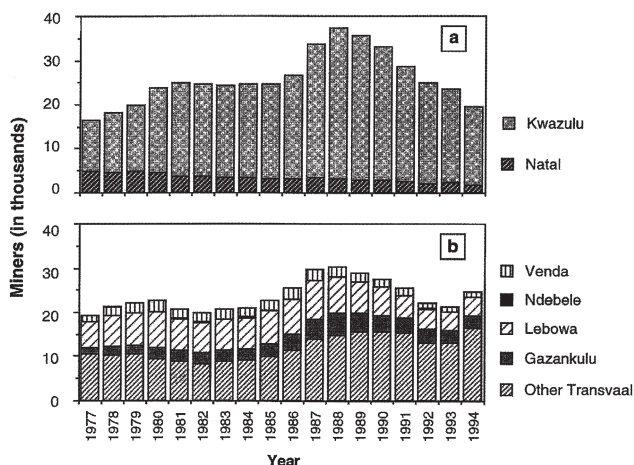 40
30
20
10
0
a
Kwazulu
Natal
Miners (in thousands)
40
30
20
10
0
b
Venda
Ndebele
Lebowa
Gazankulu
Other Transvaal
1977
1978
1979
1980
1981
1982
1983
1984
1985
1986
1987
1988
1989
1990
1991
1992
1993
1994
Year